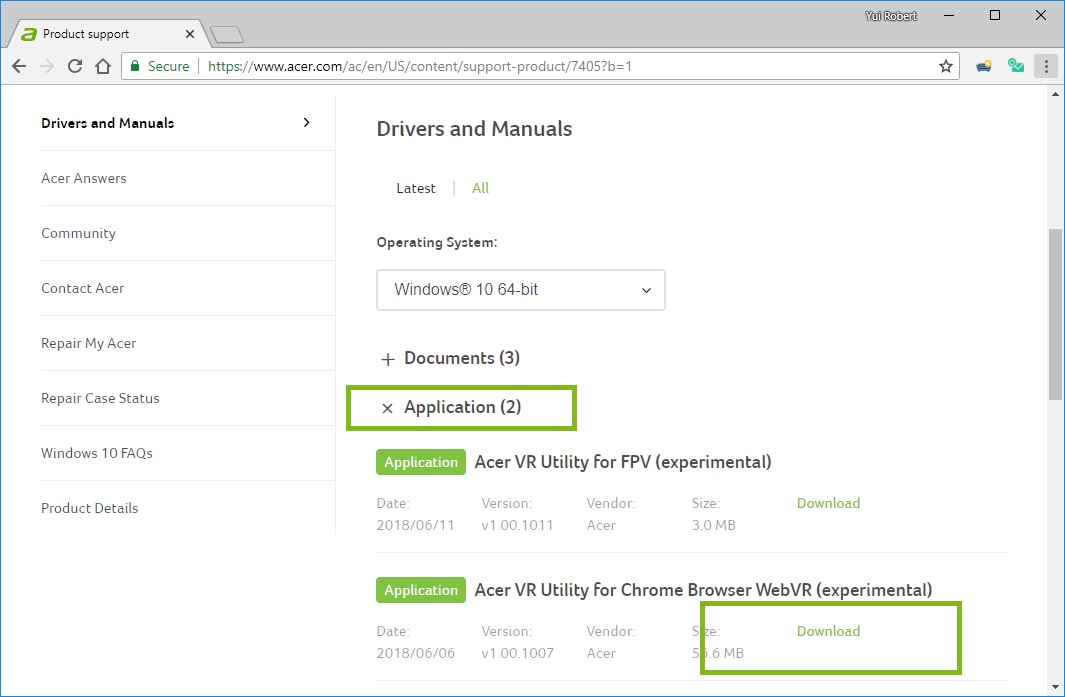 Yui Robert
Product support
Secure | https://www.acer.com/ac/en/US/content/support-product/7405?b=1
Drivers and Manuals
Acer Answers
Community
Contact Acer
Repair My Acer
Repair Case Status
Windows 10 FAQs
Product Details
Drivers and Manuals
Latest | All
Operating System:
Windows® 10 64-bit
Documents (3)
Application (2)
Application Acer VR Utility for FPV (experimental)
Date: Version: Vendor: Size: Download
2018/06/11 v1.00.1011 Acer 3.0 MB
Application Acer VR Utility for Chrome Browser WebVR (experimental)
Date: Version: Vendor: Size: Download
2018/06/06 v1.00.1007 Acer MB